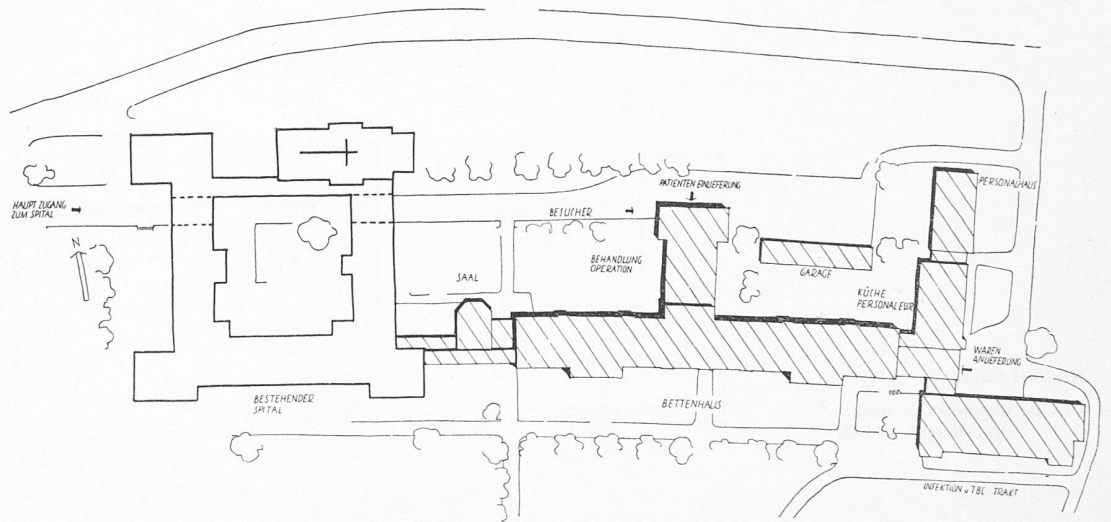 HAUPT ZUGANG
ZUM SPITAL
N
BESTEHENDER
SPITAL
SAAL
BESUCHER
PATIENTEN EINLIEFERUNG
BEHANDLUNG
OPERATION
GARAGE
KÜCHE
PERSONALESSR.
PERSONALHAUS
WAREN
ANLIEFERUNG
BETTENHAUS
INFEKTION u TBC TRAKT